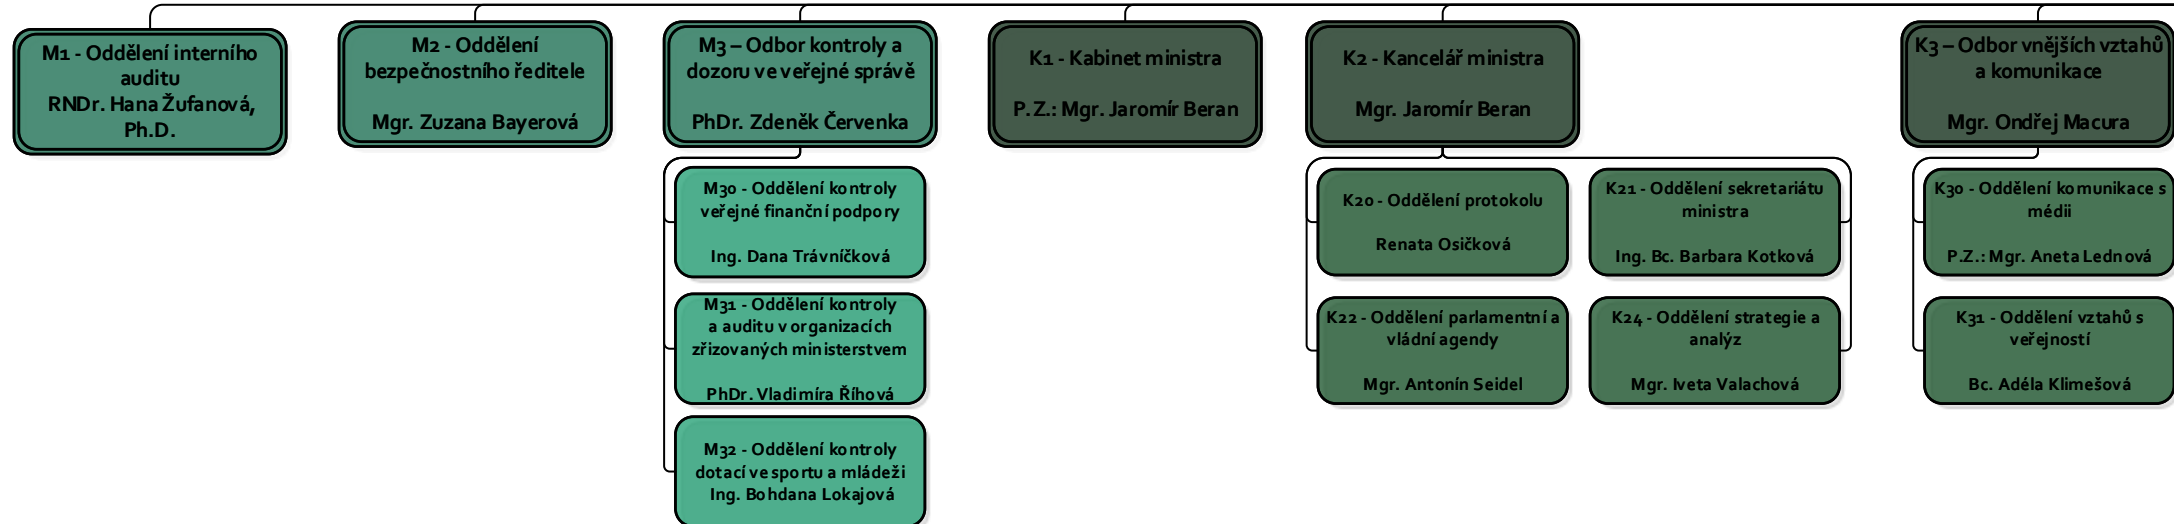 M1 - Oddělení interního
auditu
RNDr. Hana Žufanová,
Ph.D.
M2 - Oddělení
bezpečnostního ředitele
Mgr. Zuzana Bayerová
M3 – Odbor kontroly a
dozoru ve veřejné správě
PhDr. Zdeněk Červenka
M30 - Oddělení kontroly
veřejné finanční podpory
Ing. Dana Trávníčková
M31 - Oddělení kontroly
a auditu v organizacích
zřizovaných ministerstvem
PhDr. Vladimíra Říhová
M32 - Oddělení kontroly
dotací ve sportu a mládeži
Ing. Bohdana Lokajová
K1 - Kabinet ministra
P.Z.: Mgr. Jaromír Beran
K2 - Kancelář ministra
Mgr. Jaromír Beran
K20 - Oddělení protokolu
Renata Osičková
K21 - Oddělení sekretariátu
ministra
Ing. Bc. Barbara Kotková
K22 - Oddělení parlamentní a
vládní agendy
Mgr. Antonín Seidel
K24 - Oddělení strategie a
analýz
Mgr. Iveta Valachová
K3 – Odbor vnějších vztahů
a komunikace
Mgr. Ondřej Macura
K30 - Oddělení komunikace s
médii
P.Z.: Mgr. Aneta Lednová
K31 - Oddělení vztahů s
veřejností
Bc. Adéla Klimešová